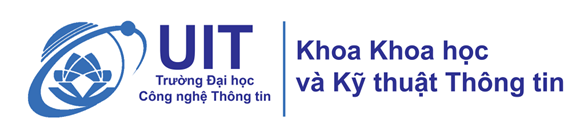 UIT
Trường Đại học
Công nghệ Thông tin
Khoa Khoa học
và Kỹ thuật Thông tin